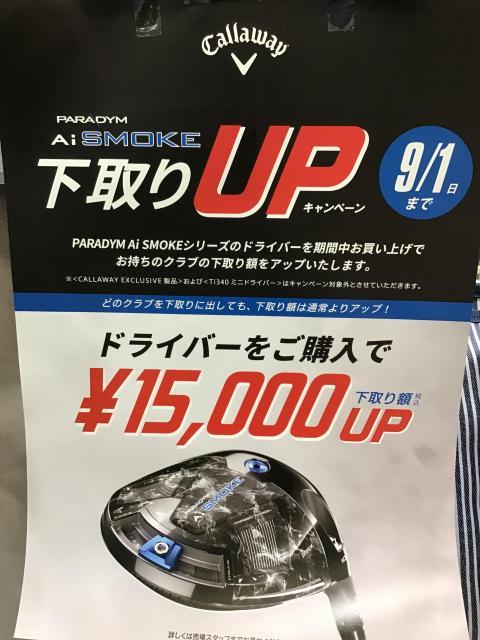 Callaway
PARADYM
Ai SMOKE
下取りUP
キャンペーン
9/1日
まで
PARADYM Ai SMOKEシリーズのドライバーを期間中お買い上げで
お持ちのクラブの下取り額をアップいたします。
※<CALLAWAY EXCLUSIVE 製品>および<Ti340 ミニドライバー>はキャンペーン対象外とさせていただきます。
どのクラブを下取りに出しても、下取り額は通常よりアップ！
ドライバーをご購入で
¥15,000UP
下取り額 税込
PARADYM
SMOKE